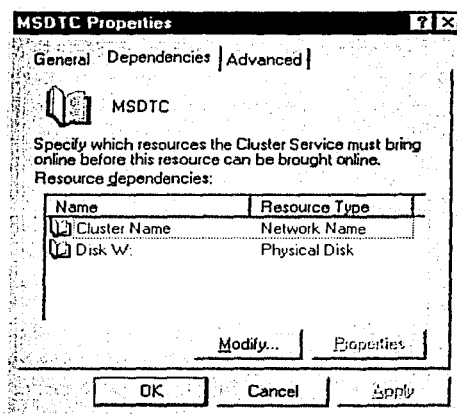 MSDTC Properties
General Dependencies Advanced
MSDTC
Specify which resources the Cluster Service must bring
online before this resource can be brought online.
Resource dependencies:
Name Resource Type
Cluster Name Network Name
Disk W: Physical Disk
Modify... Properties
OK Cancel Apply